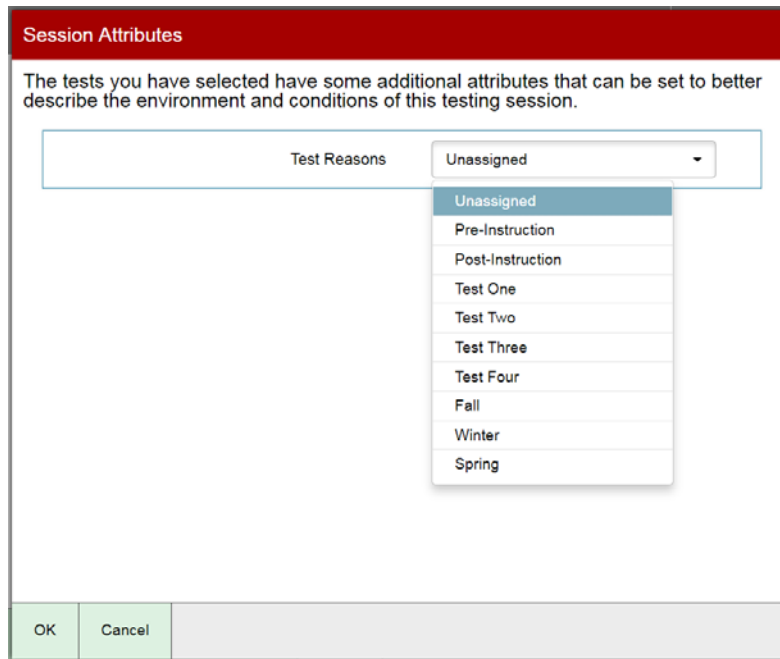 Session Attributes
The tests you have selected have some additional attributes that can be set to better
describe the environment and conditions of this testing session.
Test Reasons Unassigned
Unassigned
Pre-Instruction
Post-Instruction
Test One
Test Two
Test Three
Test Four
Fall
Winter
Spring
OK Cancel